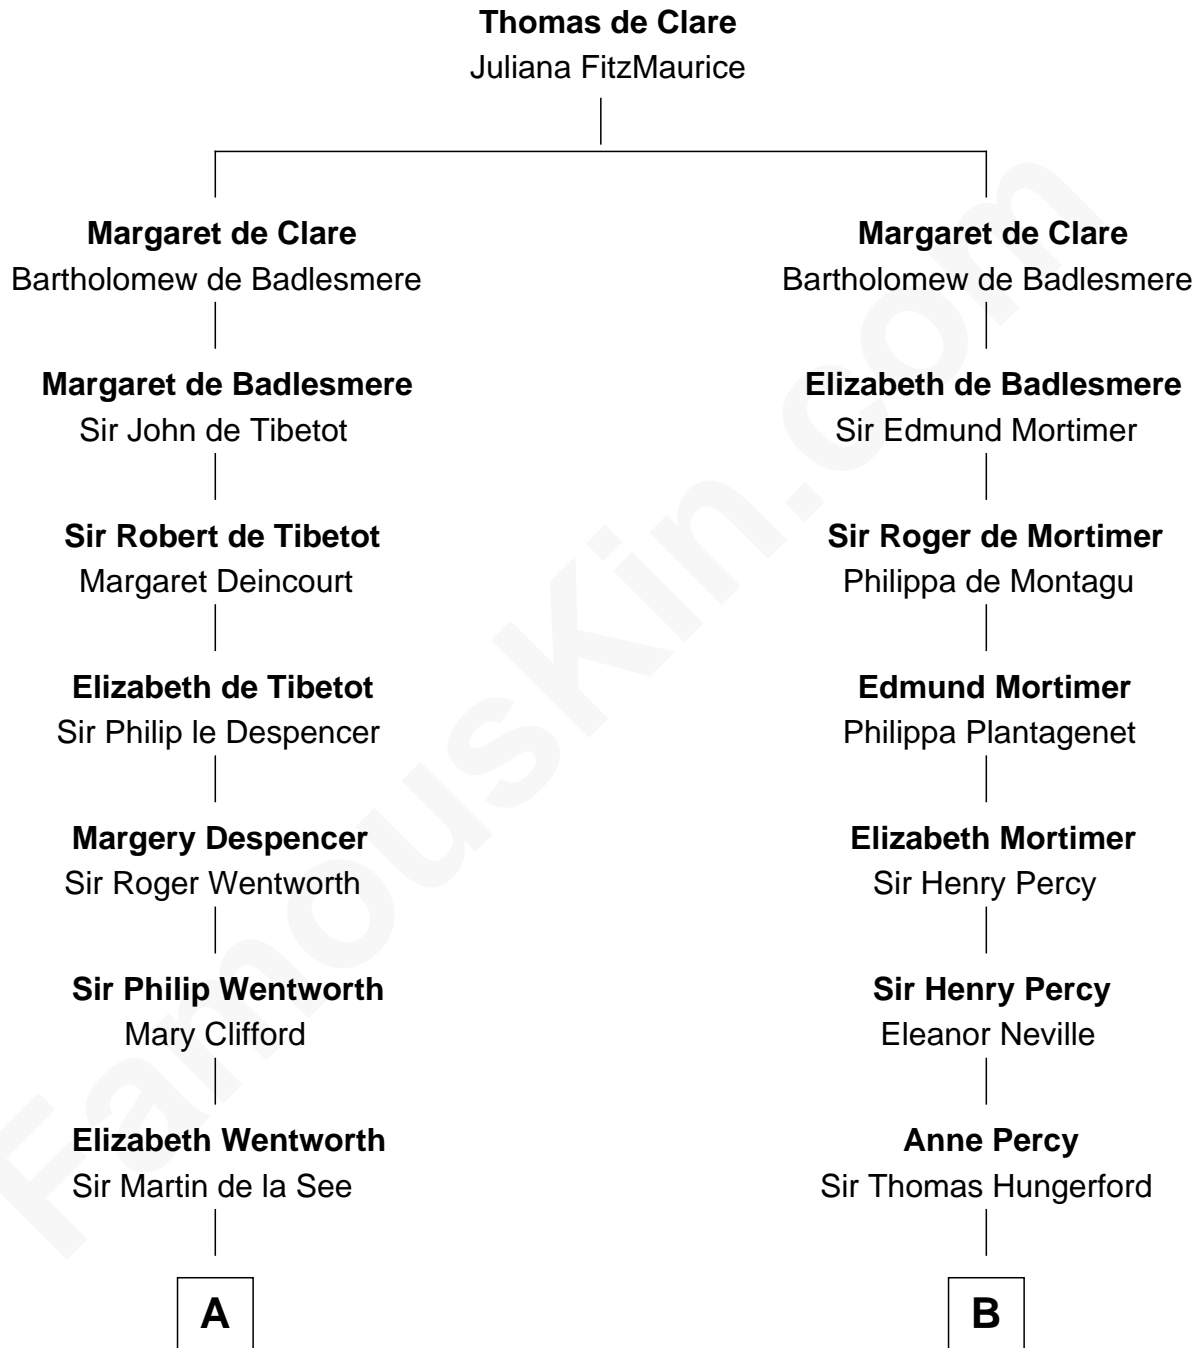 Thomas de Clare
Juliana FitzMaurice
Margaret de Clare
Bartholomew de Badlesmere
Margaret de Badlesmere
Sir John de Tibetot
Sir Robert de Tibetot
Margaret Deincourt
Elizabeth de Tibetot
Sir Philip le Despencer
Margery Despencer
Sir Roger Wentworth
Sir Philip Wentworth
Mary Clifford
Elizabeth Wentworth
Sir Martin de la See
A
Margaret de Clare
Bartholomew de Badlesmere
Elizabeth de Badlesmere
Sir Edmund Mortimer
Sir Roger de Mortimer
Philippa de Montagu
Edmund Mortimer
Philippa Plantagenet
Elizabeth Mortimer
Sir Henry Percy
Sir Henry Percy
Eleanor Neville
Anne Percy
Sir Thomas Hungerford
B
FamousKin.com